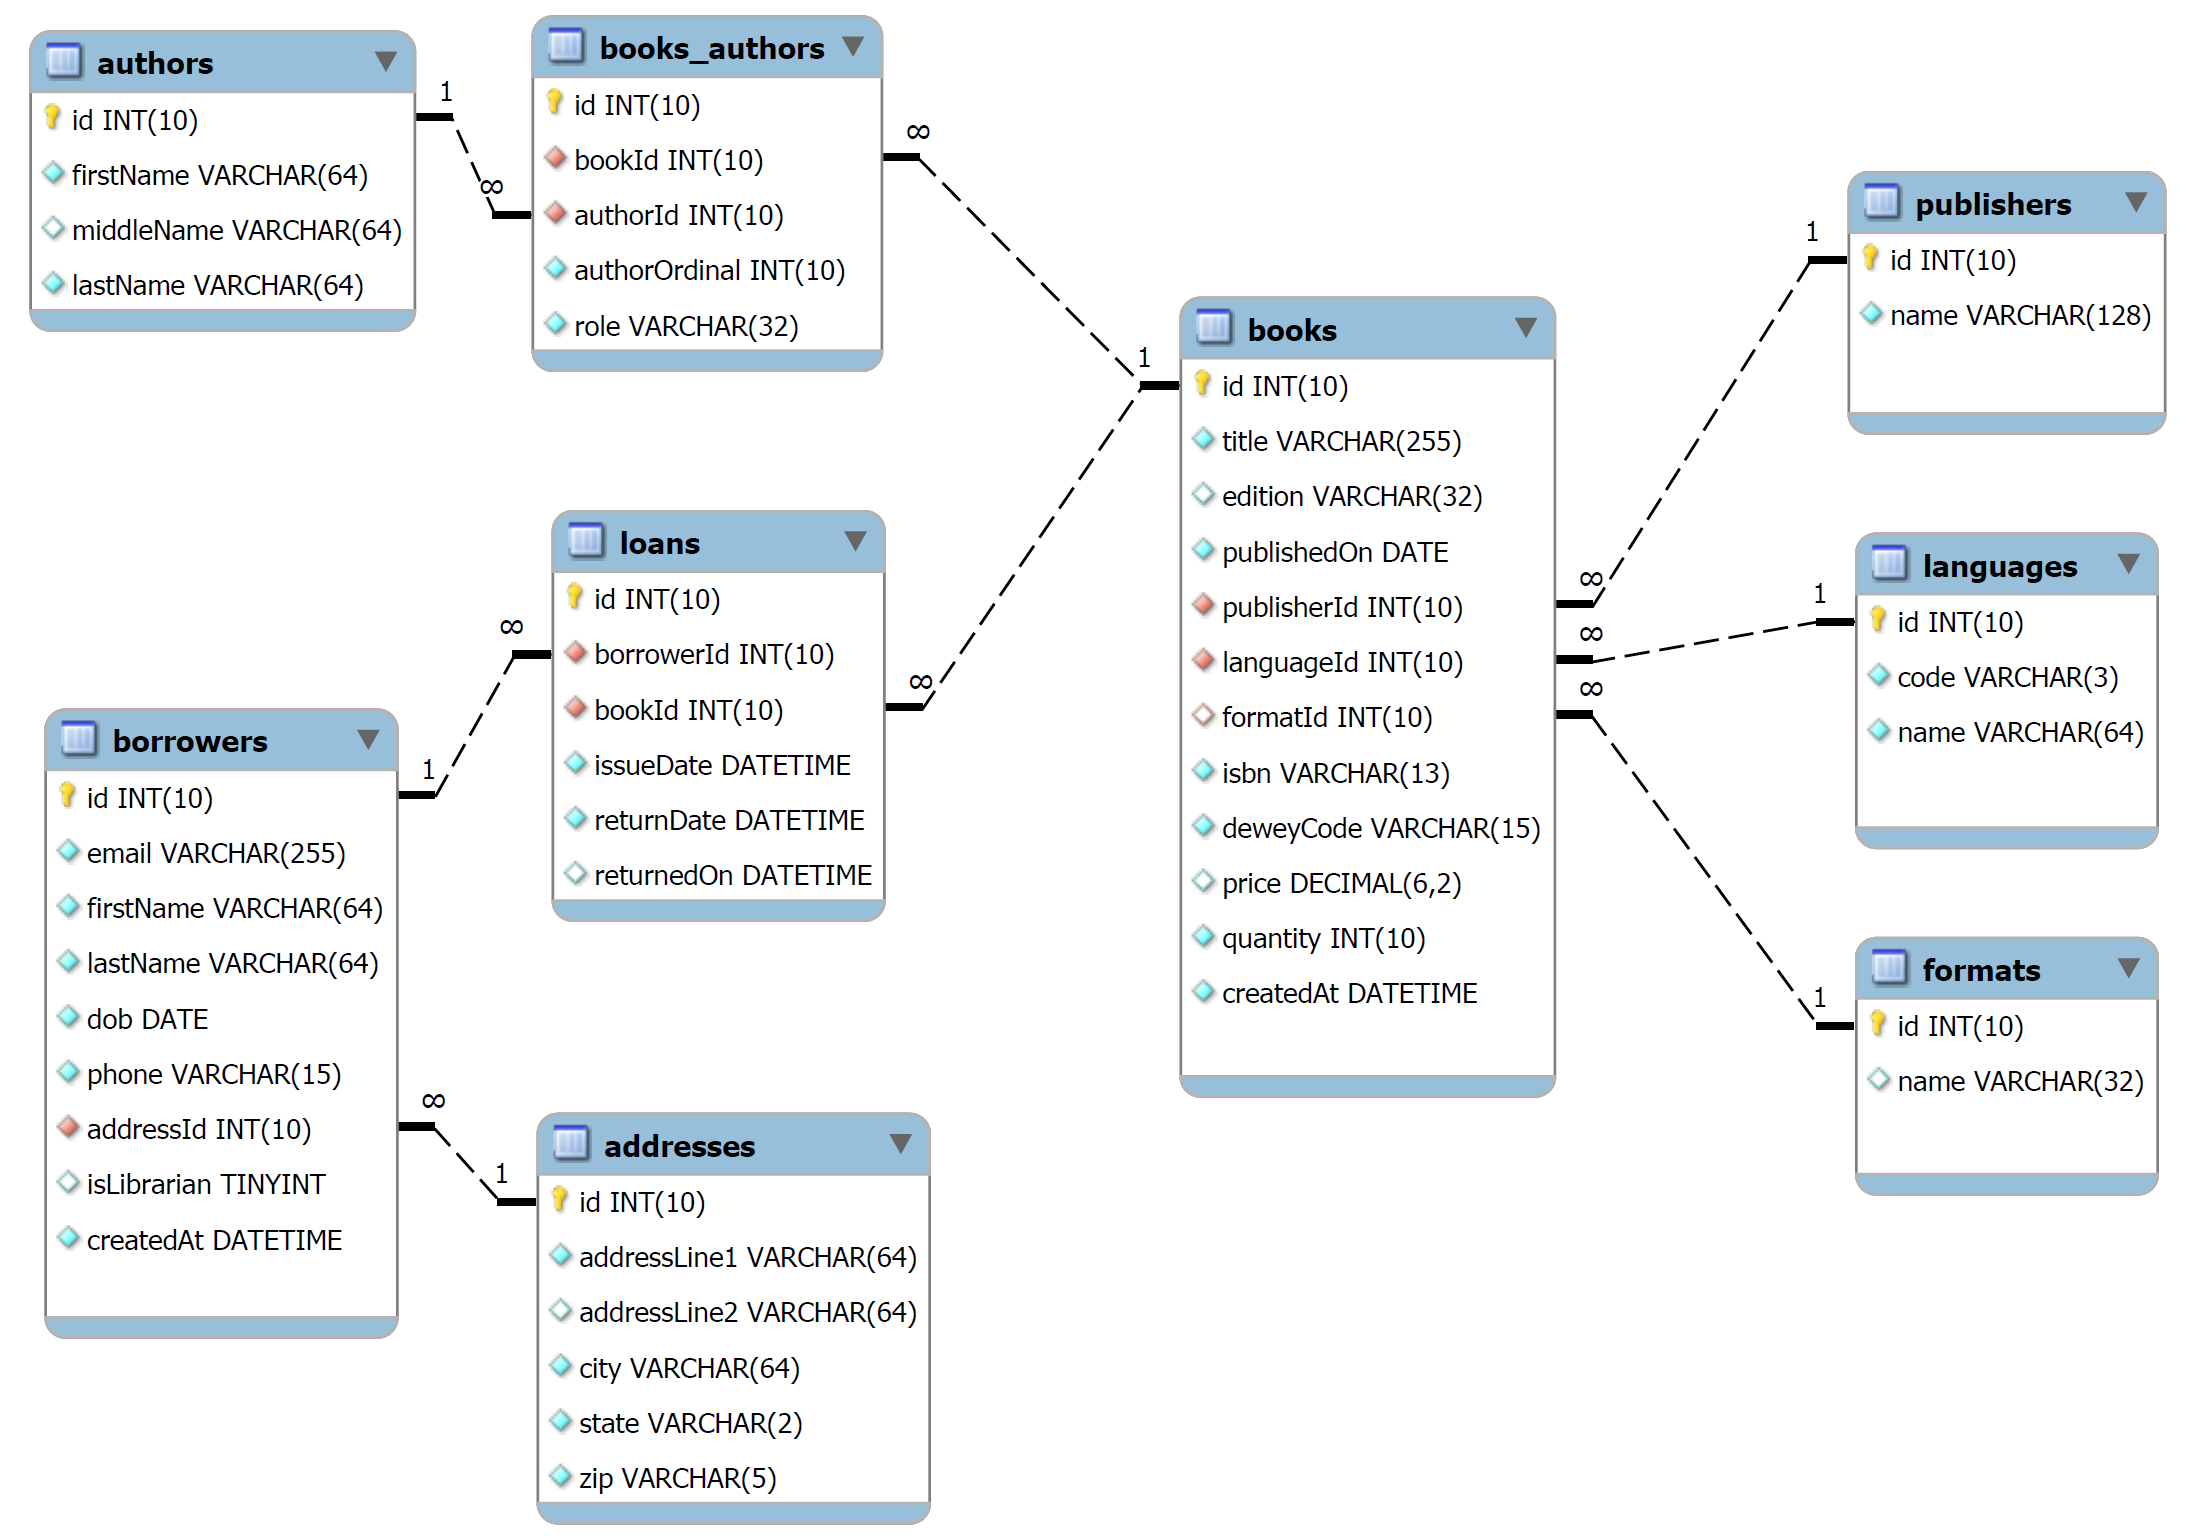 authors
id INT(10)
firstName VARCHAR(64)
middleName VARCHAR(64)
lastName VARCHAR(64)
1
∞
books_authors
id INT(10)
bookId INT(10)
authorId INT(10)
authorOrdinal INT(10)
role VARCHAR(32)
∞
1
books
id INT(10)
title VARCHAR(255)
edition VARCHAR(32)
publishedOn DATE
publisherId INT(10)
languageId INT(10)
formatId INT(10)
isbn VARCHAR(13)
deweyCode VARCHAR(15)
price DECIMAL(6,2)
quantity INT(10)
createdAt DATETIME
∞
∞
∞
1
publishers
id INT(10)
name VARCHAR(128)
1
languages
id INT(10)
code VARCHAR(3)
name VARCHAR(64)
1
formats
id INT(10)
name VARCHAR(32)
loans
id INT(10)
borrowerId INT(10)
bookId INT(10)
issueDate DATETIME
returnDate DATETIME
returnedOn DATETIME
∞
∞
1
borrowers
id INT(10)
email VARCHAR(255)
firstName VARCHAR(64)
lastName VARCHAR(64)
dob DATE
phone VARCHAR(15)
addressId INT(10)
isLibrarian TINYINT
createdAt DATETIME
∞
1
addresses
id INT(10)
addressLine1 VARCHAR(64)
addressLine2 VARCHAR(64)
city VARCHAR(64)
state VARCHAR(2)
zip VARCHAR(5)